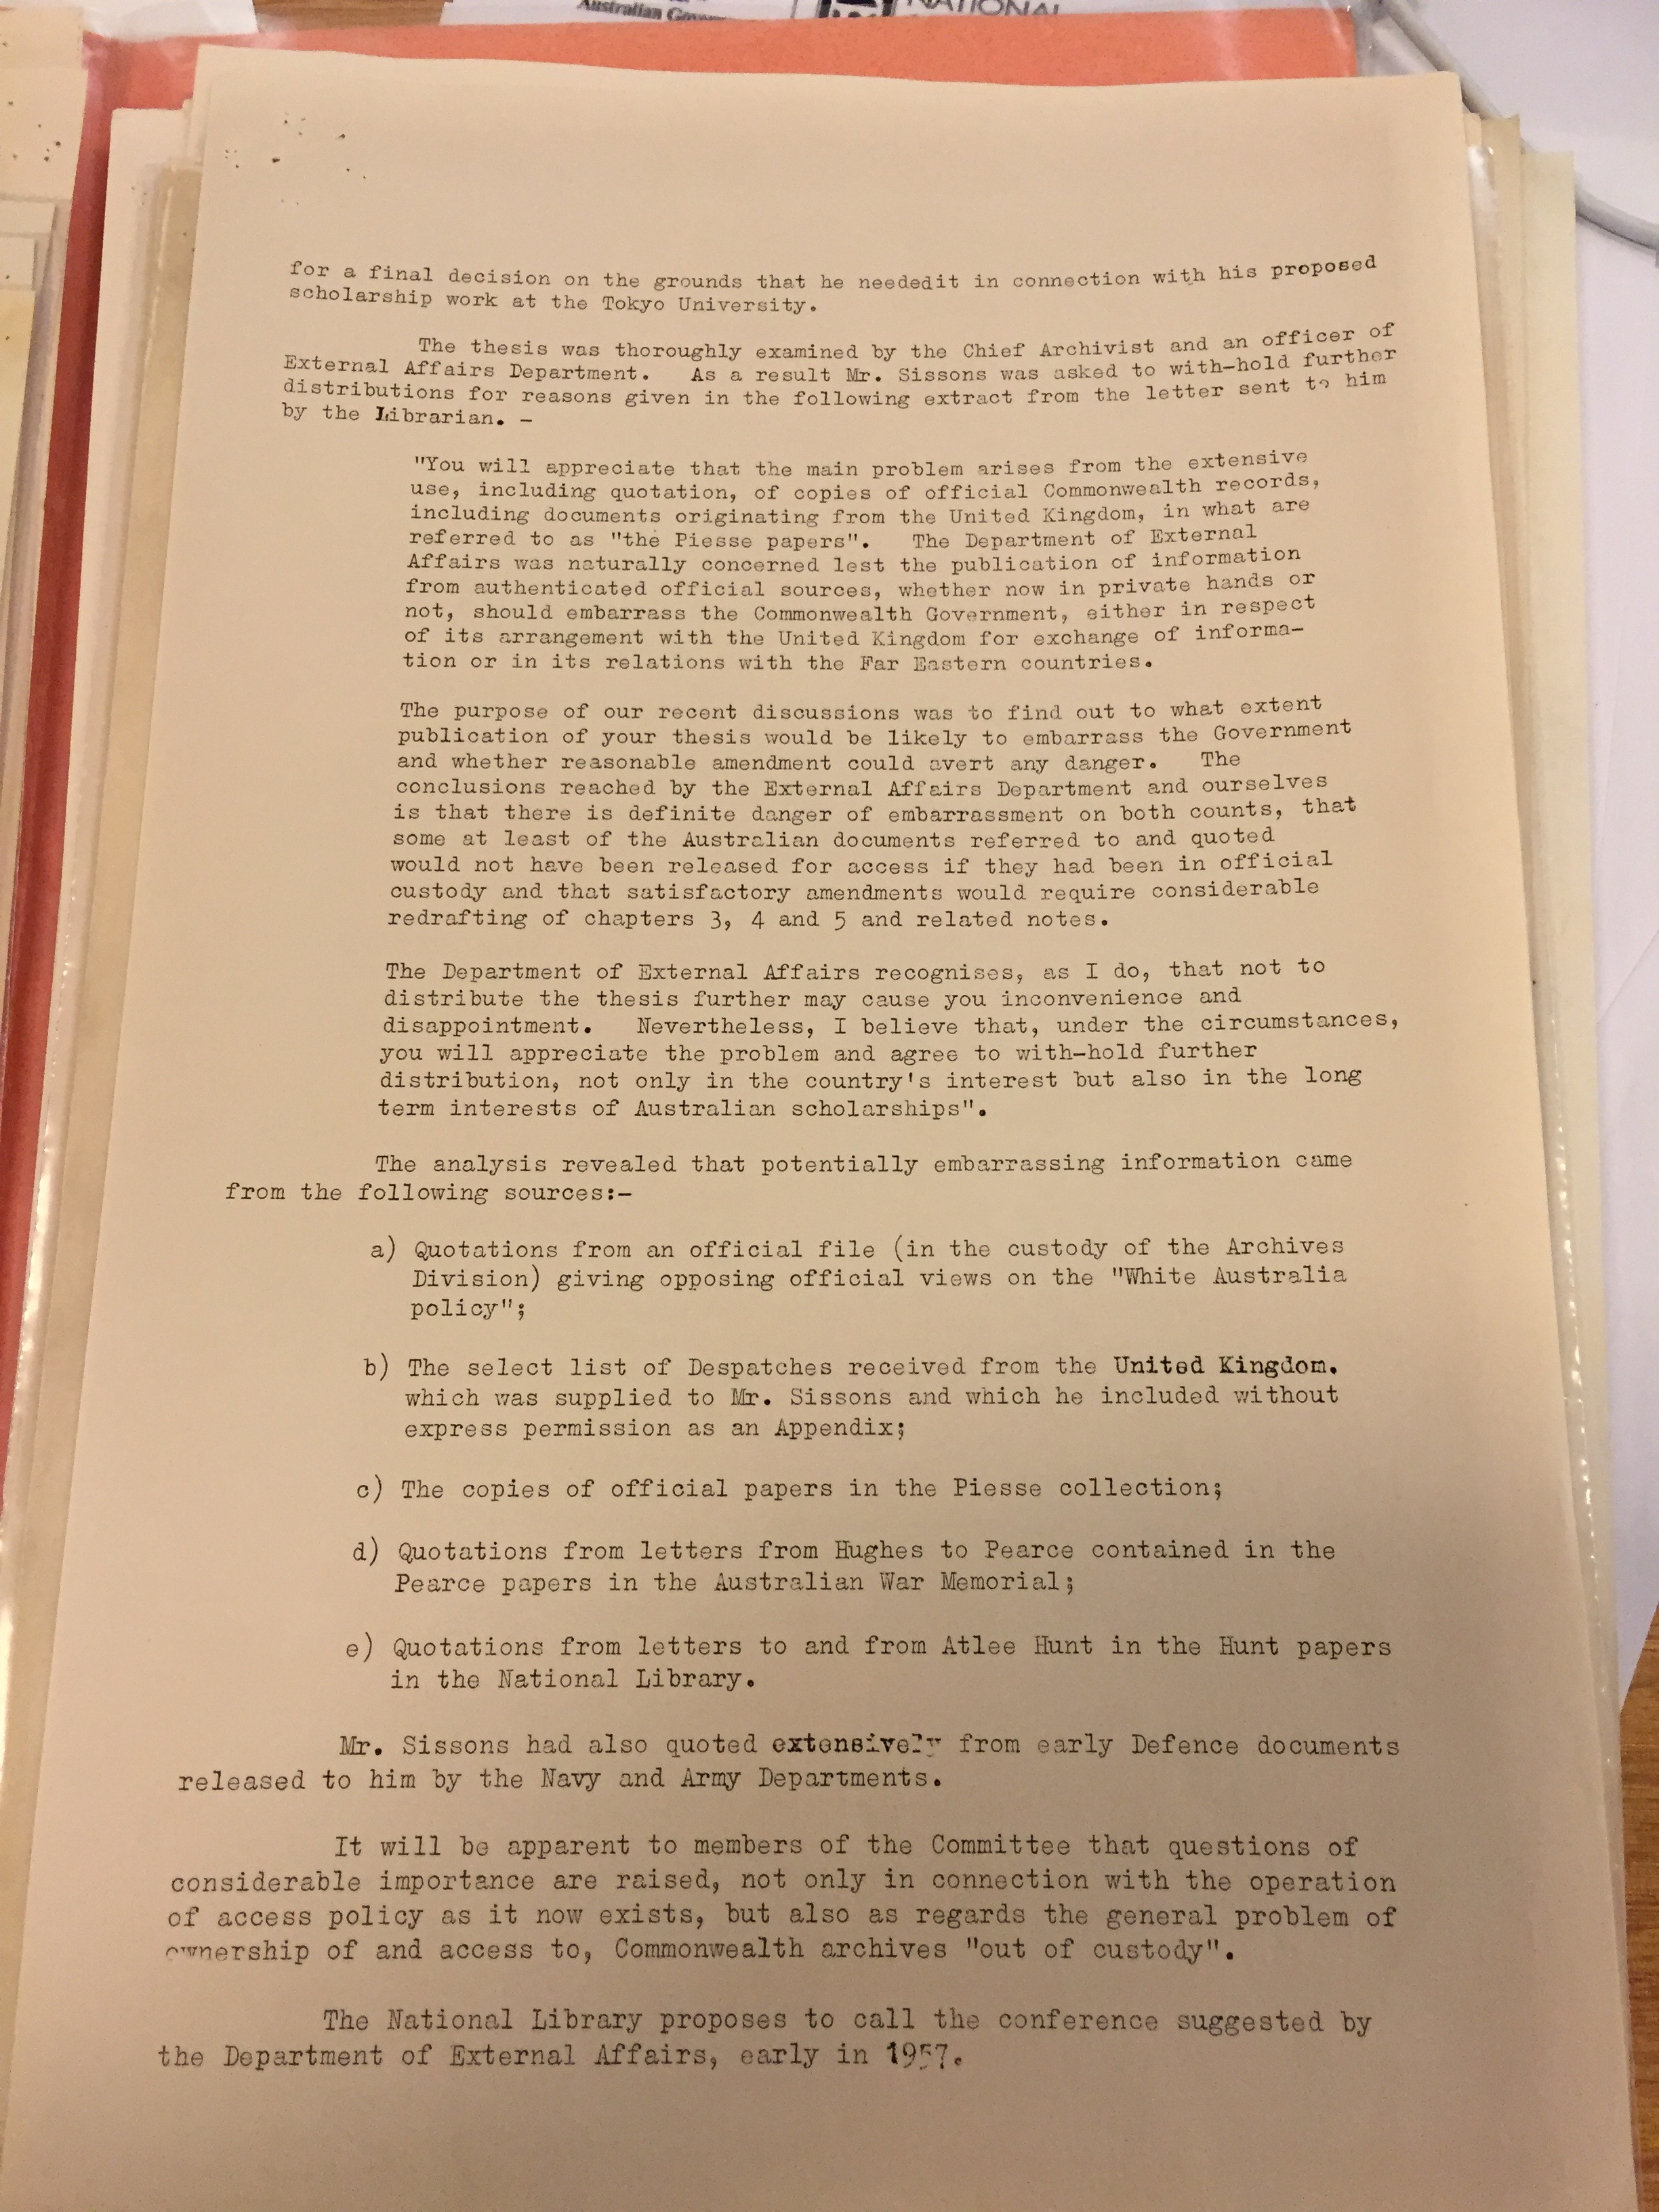 Australian
NATIONAL
for a final decision on the grounds that he neededit in connection with his proposed
scholarship work at the Tokyo University.
The thesis was thoroughly examined by the Chief Archivist and an officer of
External Affairs Department. As a result Mr. Sissons was asked to with-hold further
distributions for reasons given in the following extract from the letter sent to him
by the Librarian. -
"You will appreciate that the main problem arises from the extensive
use, including quotation, of copies of official Commonwealth records,
including documents originating from the United Kingdom, in what are
referred to as "the Piesse papers". The Department of External
Affairs was naturally concerned lest the publication of information
from authenticated official sources, whether now in private hands or
not, should embarrass the Commonwealth Government, either in respect
of its arrangement with the United Kingdom for exchange of informa-
tion or in its relations with the Far Eastern countries.
The purpose of our recent discussions was to find out to what extent
publication of your thesis would be likely to embarrass the Government
and whether reasonable amendment could avert any danger. The
conclusions reached by the External Affairs Department and ourselves
is that there is definite danger of embarrassment on both counts, that
some at least of the Australian documents referred to and quoted
would not have been released for access if they had been in official
custody and that satisfactory amendments would require considerable
redrafting of chapters 3, 4 and 5 and related notes.
The Department of External Affairs recognises, as I do, that not to
distribute the thesis further may cause you inconvenience and
disappointment. Nevertheless, I believe that, under the circumstances,
you will appreciate the problem and agree to with-hold further
distribution, not only in the country's interest but also in the long
term interests of Australian scholarships".
The analysis revealed that potentially embarrassing information came
from the following sources:-
a) Quotations from an official file (in the custody of the Archives
Division) giving opposing official views on the "White Australia
policy";
b) The select list of Despatches received from the United Kingdom.
which was supplied to Mr. Sissons and which he included without
express permission as an Appendix;
c) The copies of official papers in the Piesse collection;
d) Quotations from letters from Hughes to Pearce contained in the
Pearce papers in the Australian War Memorial;
e) Quotations from letters to and from Atlee Hunt in the Hunt papers
in the National Library.
Mr. Sissons had also quoted extensively from early Defence documents
released to him by the Navy and Army Departments.
It will be apparent to members of the Committee that questions of
considerable importance are raised, not only in connection with the operation
of access policy as it now exists, but also as regards the general problem of
ownership of and access to, Commonwealth archives "out of custody".
The National Library proposes to call the conference suggested by
the Department of External Affairs, early in 1957.